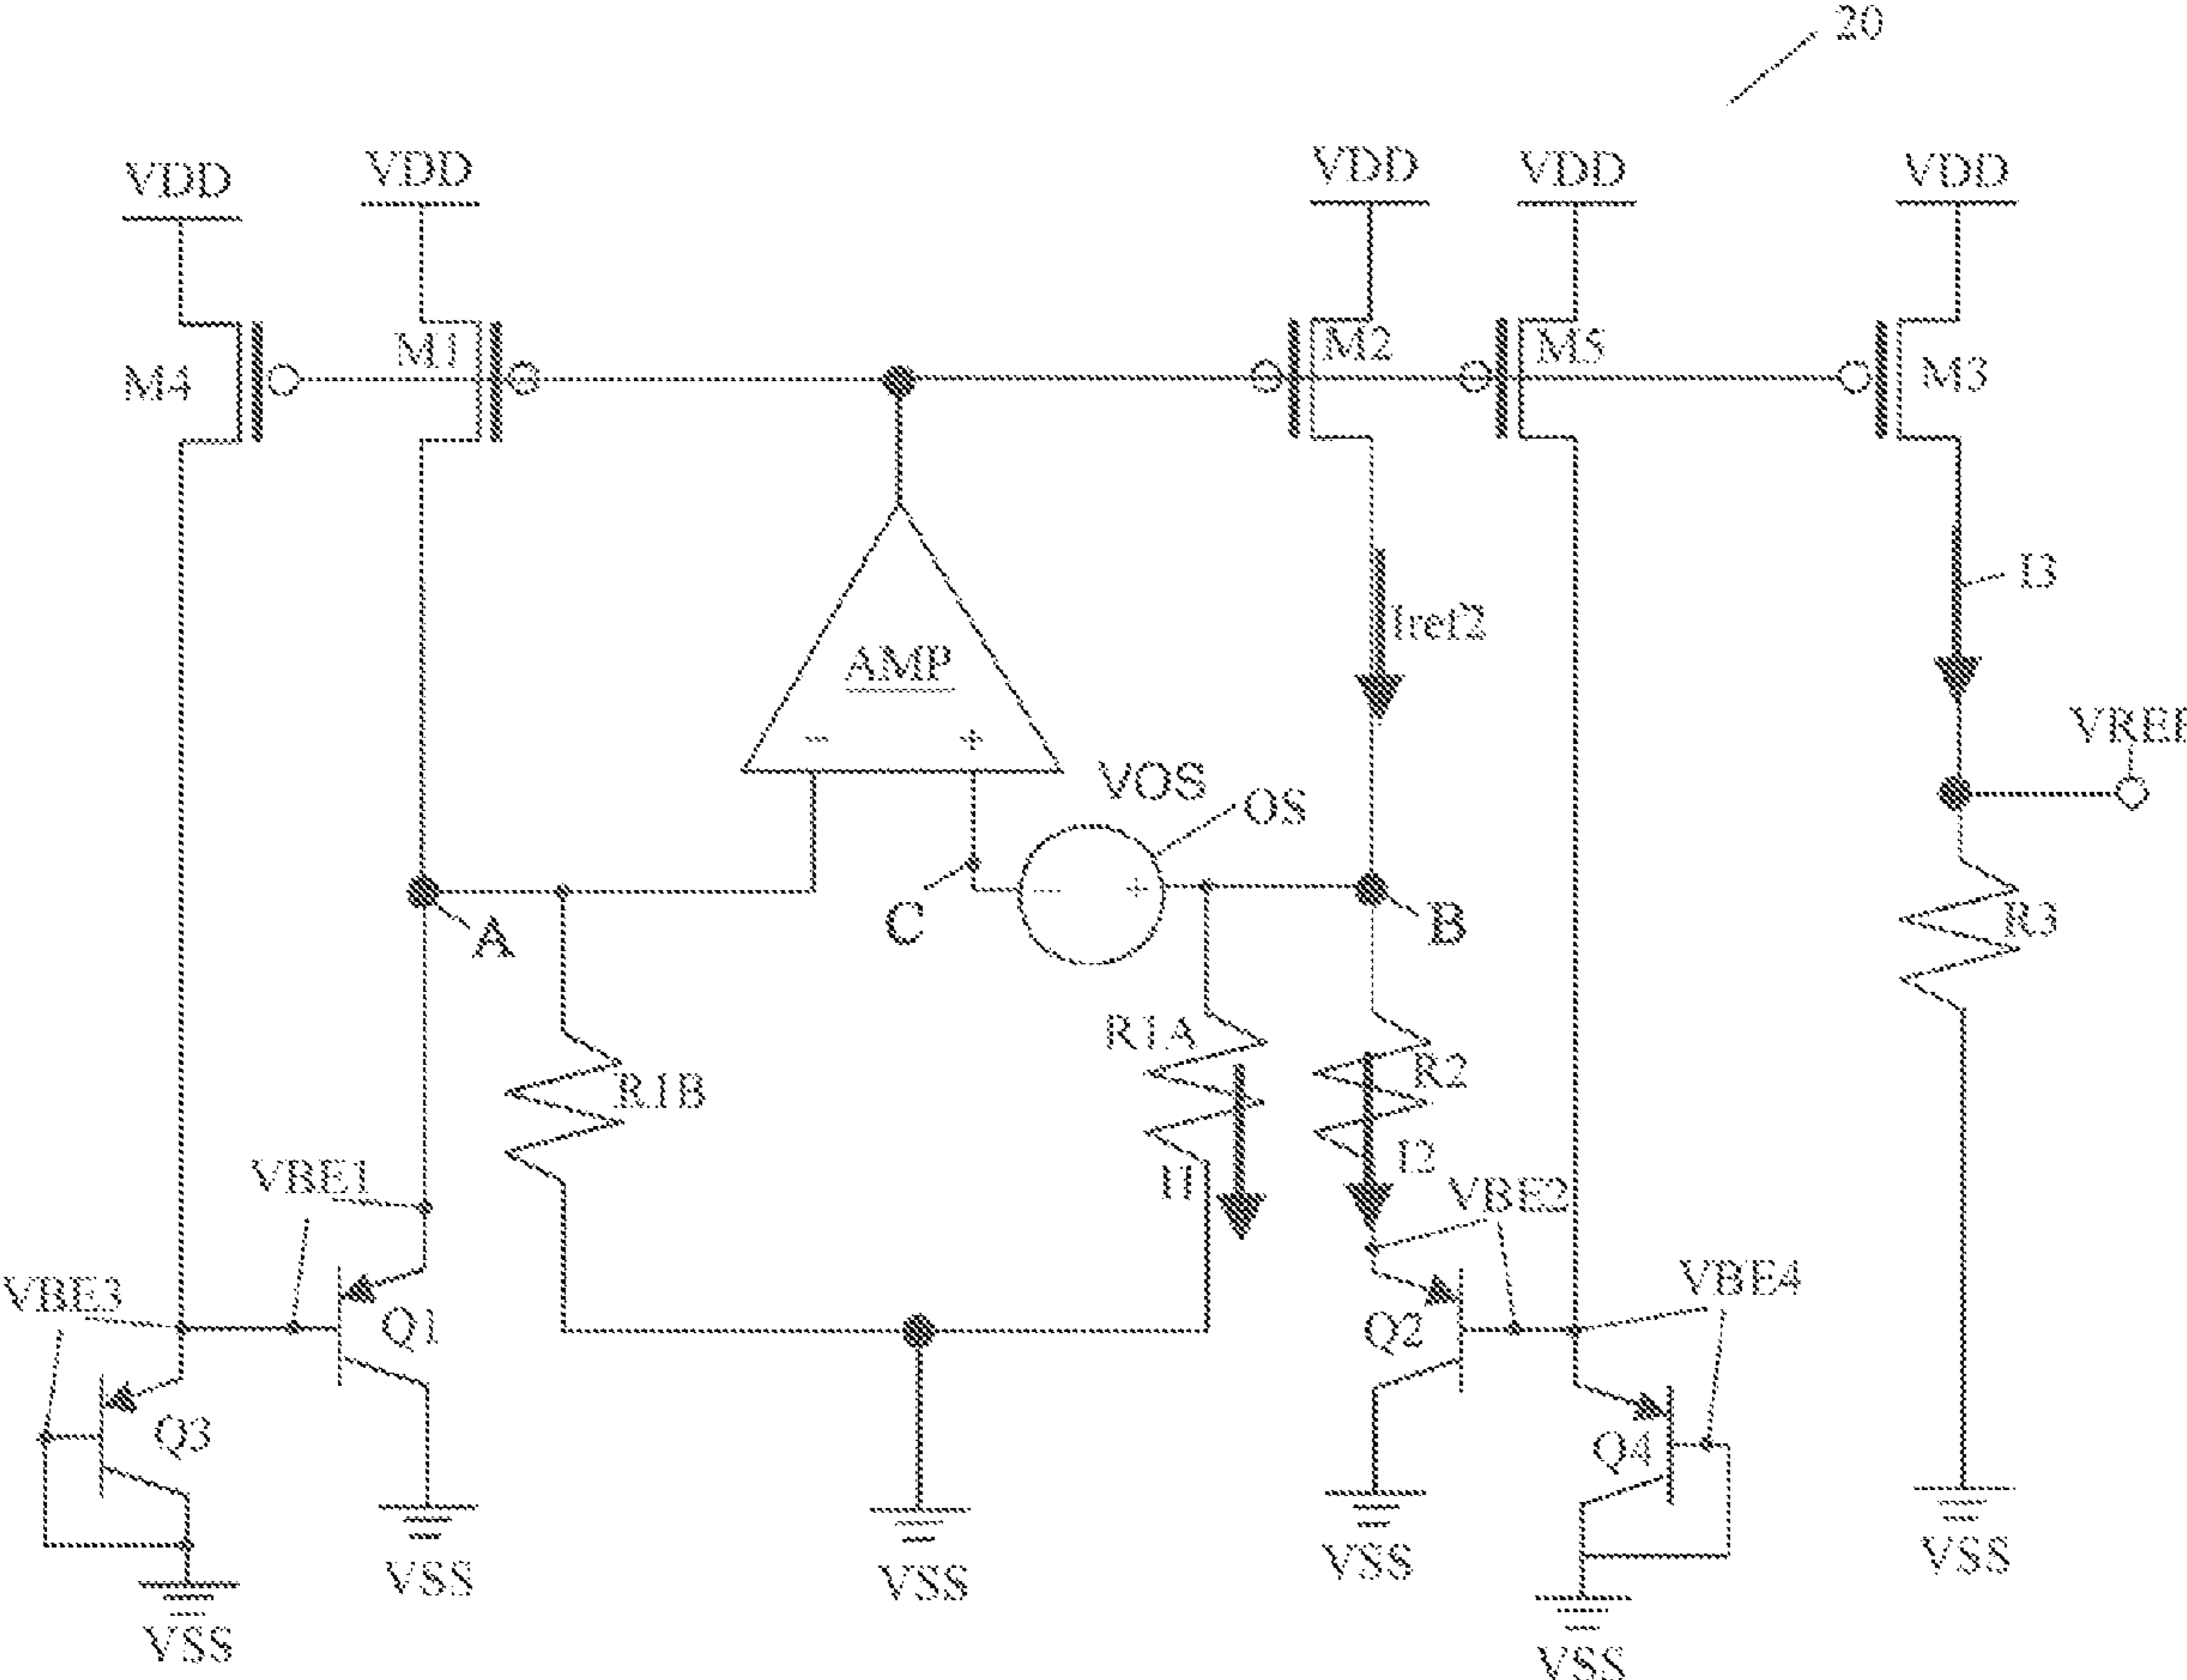 20
VDD
VDD
VDD
VDD
VDD
M4
M1
M2
M5
M3
I3
Iref2
AMP
-
+
VOS
OS
VREF
A
C
-
+
B
R3
R1B
R1A
R2
I1
I2
VBE1
VBE2
VBE3
VBE4
Q1
Q2
Q3
Q4
VSS
VSS
VSS
VSS
VSS
VSS